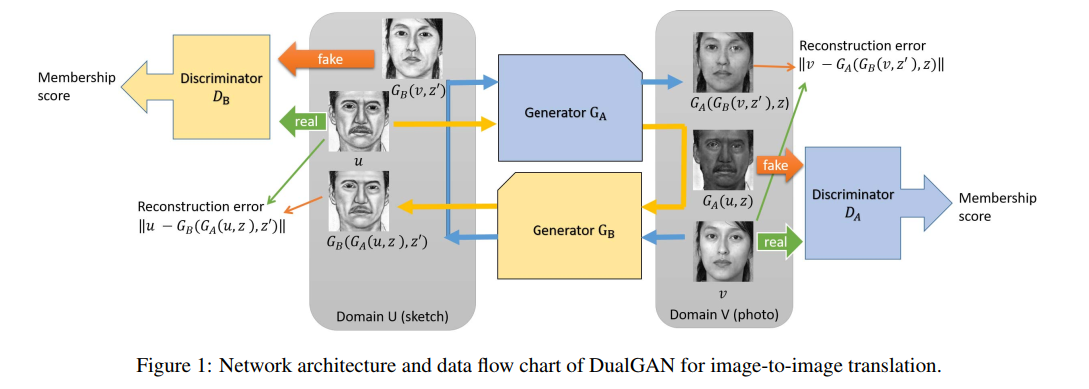 Membership
score
Discriminator
D_B
fake
real
G_B(v, z′)
u
Reconstruction error
‖u − G_B(G_A(u, z), z′)‖
G_B(G_A(u, z), z′)
Domain U (sketch)
Generator G_A
Generator G_B
G_A(G_B(v, z′), z)
G_A(u, z)
v
Domain V (photo)
Reconstruction error
‖v − G_A(G_B(v, z′), z)‖
fake
real
Discriminator
D_A
Membership
score
Figure 1: Network architecture and data flow chart of DualGAN for image-to-image translation.